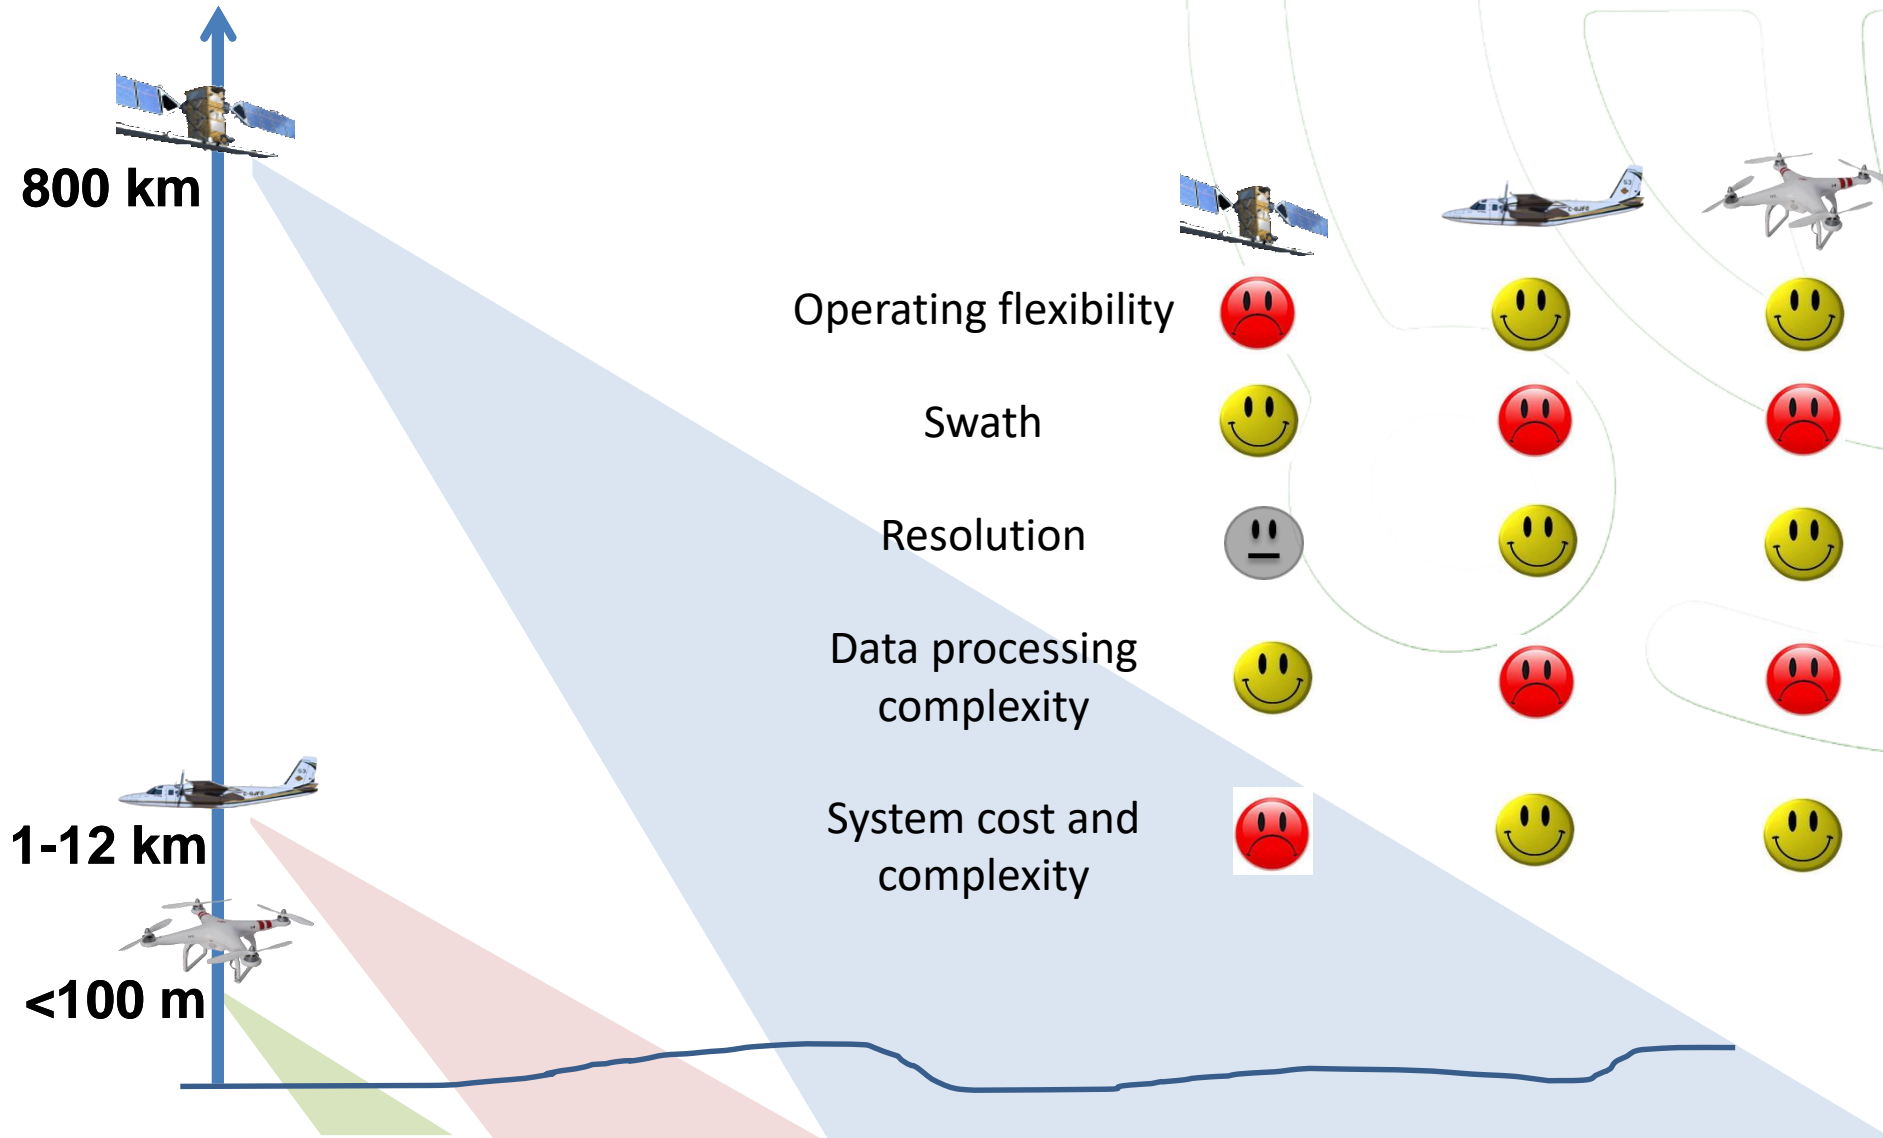 800 km
1-12 km
<100 m
Operating flexibility
Swath
Resolution
Data processing
complexity
System cost and
complexity